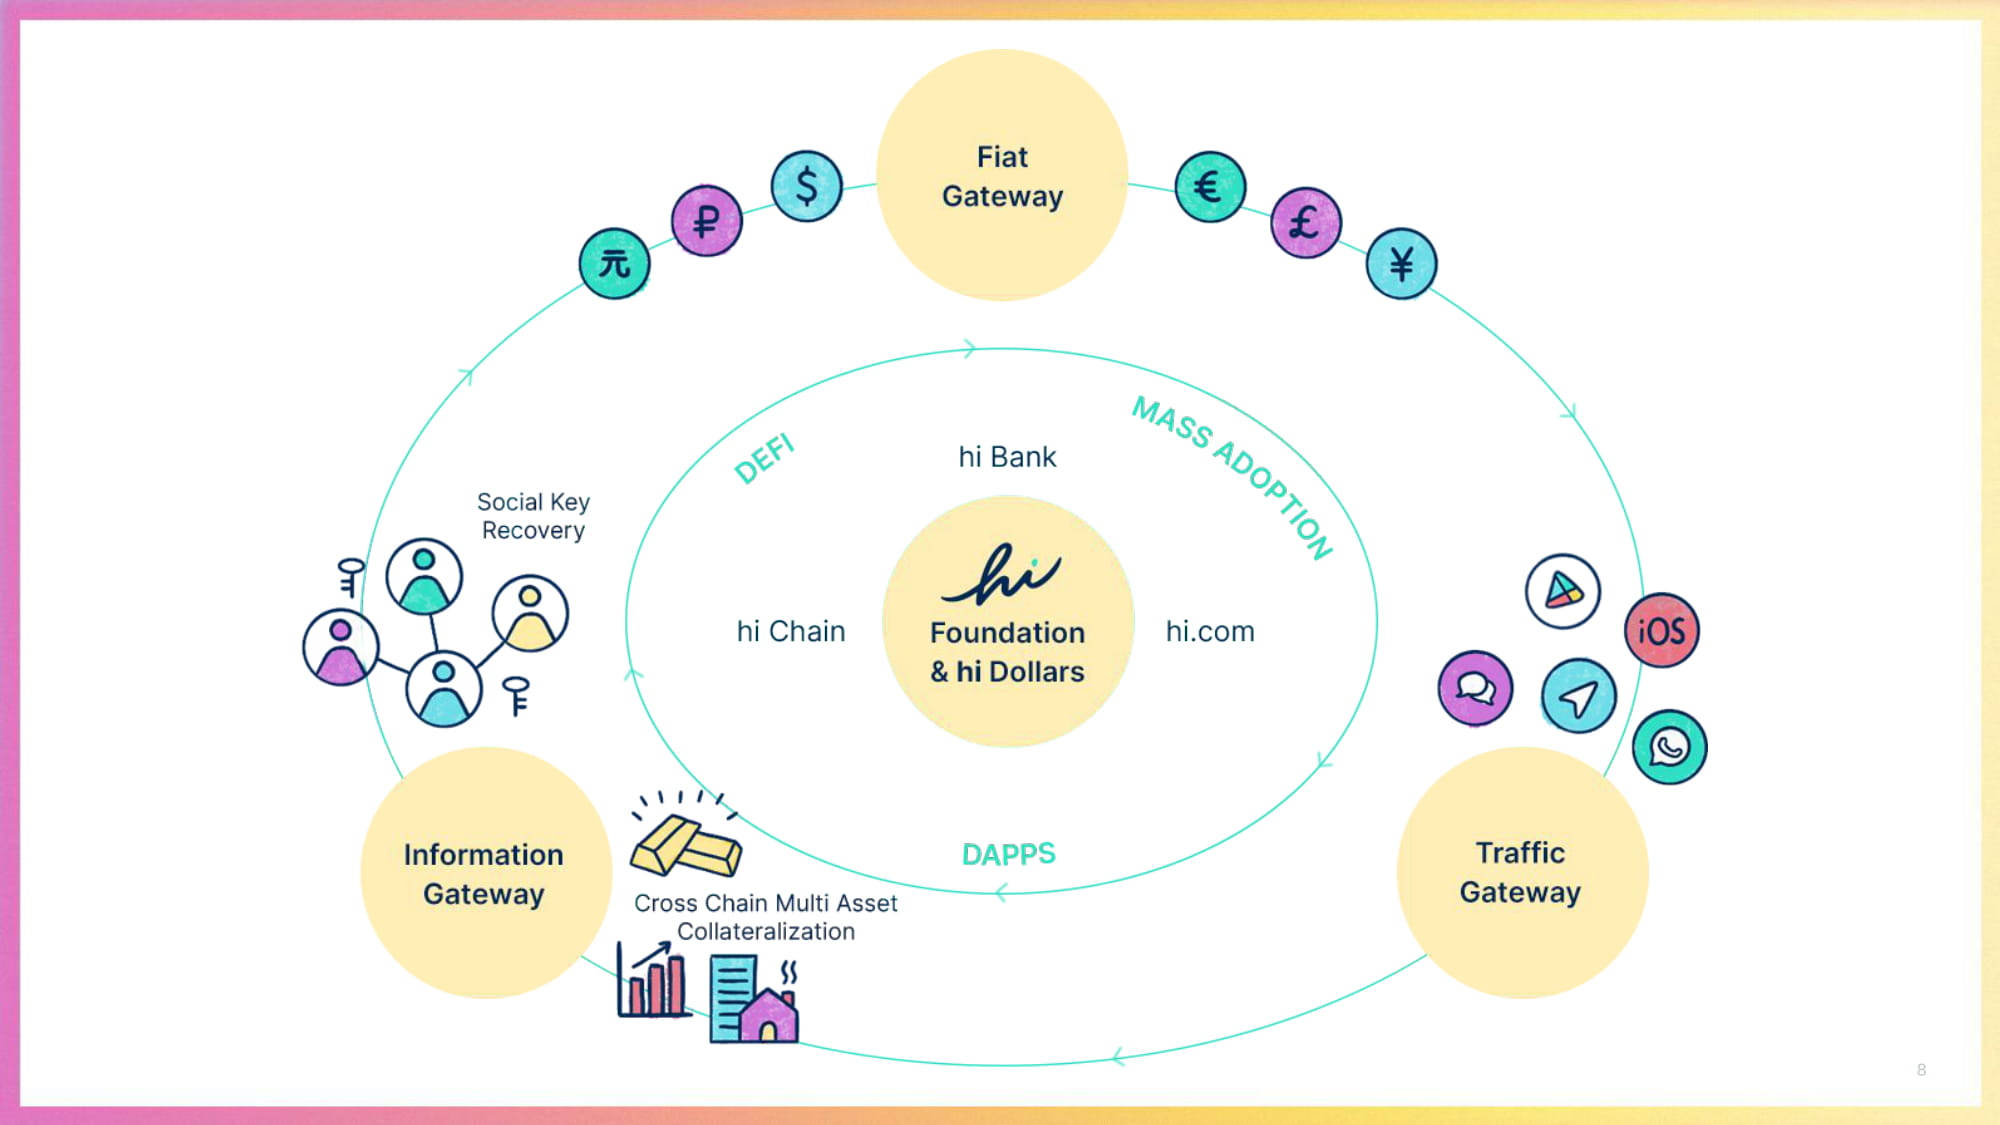 Fiat
Gateway
元
₽
$
€
£
¥
DEFI
MASS ADOPTION
hi Bank
Social Key
Recovery
hi
Foundation
& hi Dollars
hi Chain
hi.com
iOS
DAPPS
Information
Gateway
Traffic
Gateway
Cross Chain Multi Asset
Collateralization
8